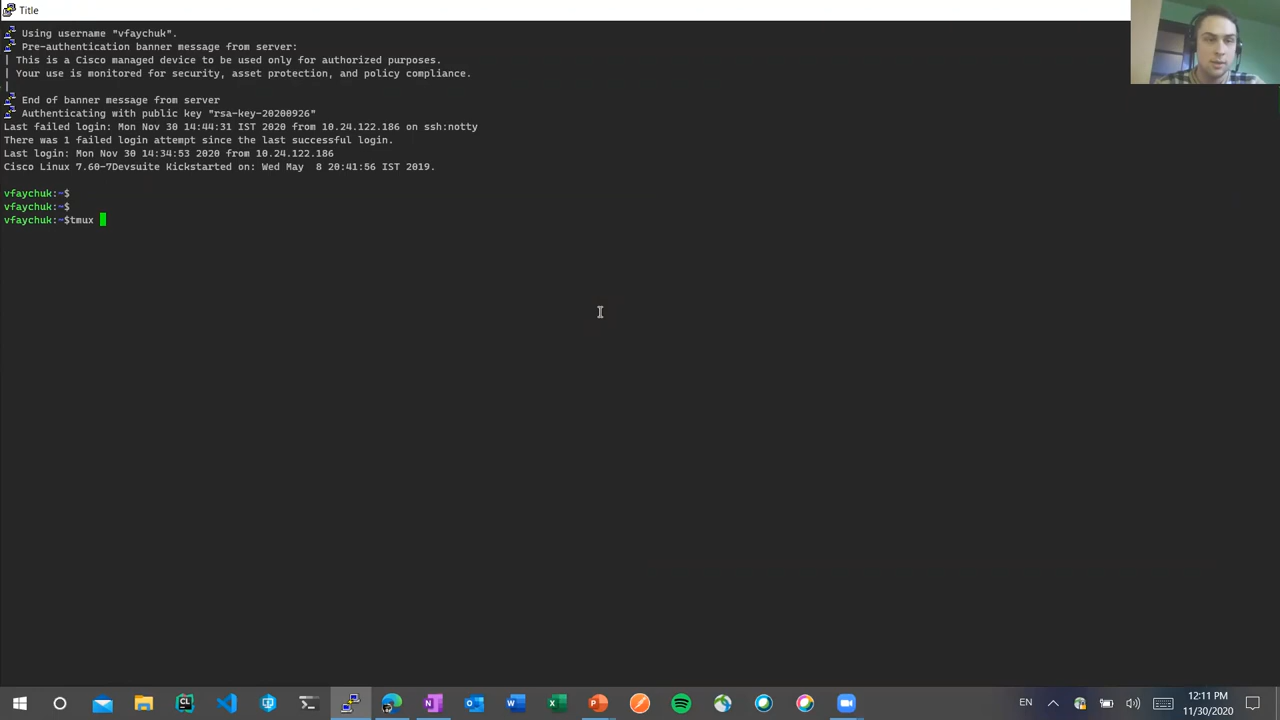 Title
Using username "vfaychuk".
Pre-authentication banner message from server:
| This is a Cisco managed device to be used only for authorized purposes.
| Your use is monitored for security, asset protection, and policy compliance.
|
End of banner message from server
Authenticating with public key "rsa-key-20200926"
Last failed login: Mon Nov 30 14:44:31 IST 2020 from 10.24.122.186 on ssh:notty
There was 1 failed login attempt since the last successful login.
Last login: Mon Nov 30 14:34:53 2020 from 10.24.122.186
Cisco Linux 7.60-7Devsuite Kickstarted on: Wed May  8 20:41:56 IST 2019.
vfaychuk:~$
vfaychuk:~$
vfaychuk:~$tmux
EN
12:11 PM
11/30/2020